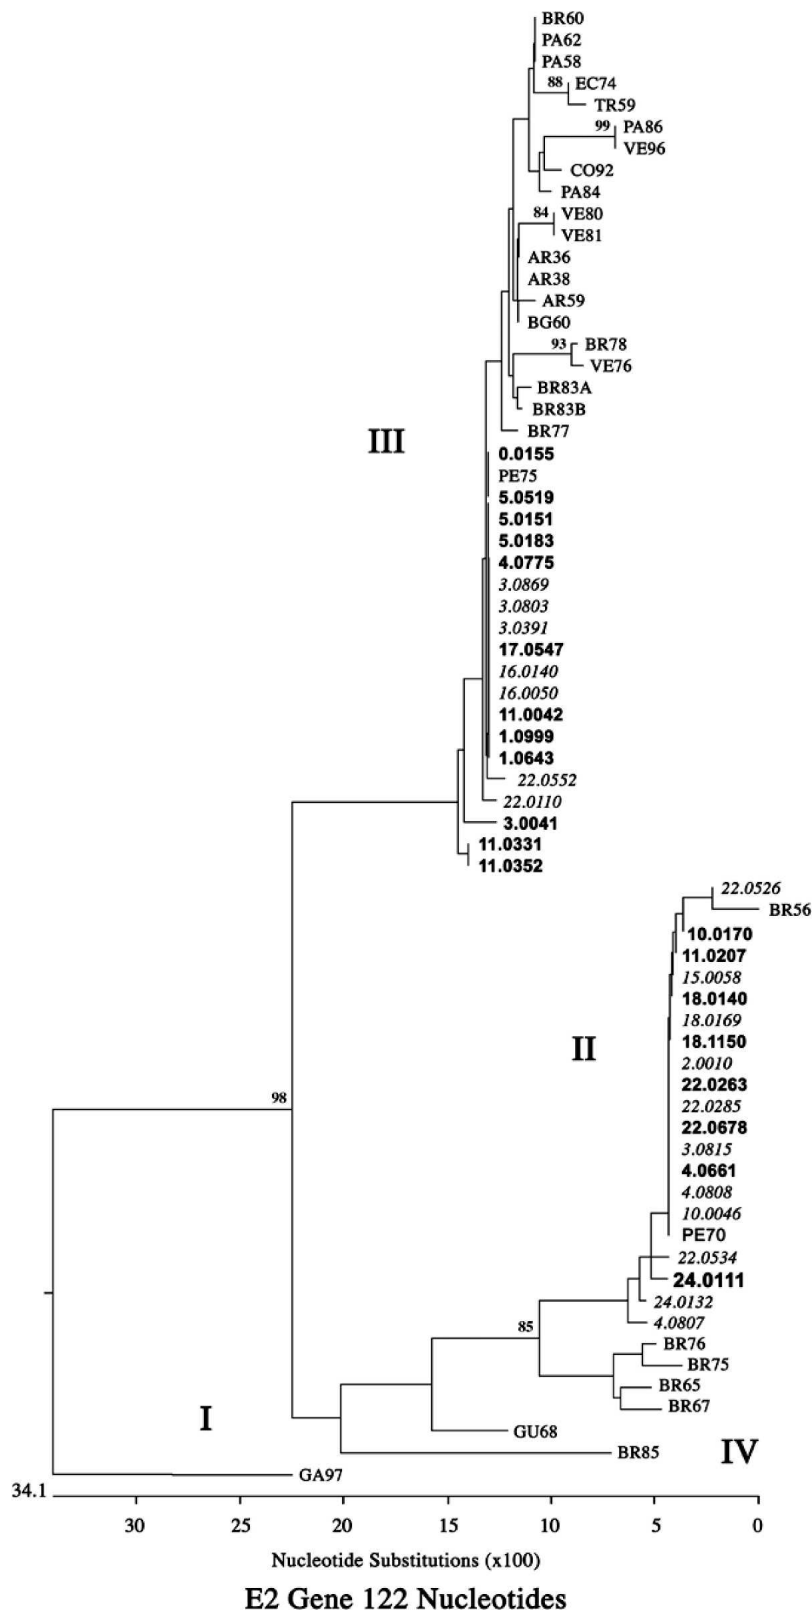 BR60
PA62
PA58
88 EC74
TR59
99 PA86
VE96
CO92
PA84
84 VE80
VE81
AR36
AR38
AR59
BG60
93 BR78
VE76
BR83A
BR83B
BR77
III
0.0155
PE75
5.0519
5.0151
5.0183
4.0775
3.0869
3.0803
3.0391
17.0547
16.0140
16.0050
11.0042
1.0999
1.0643
22.0552
22.0110
3.0041
11.0331
11.0352
22.0526
BR56
10.0170
11.0207
15.0058
18.0140
18.0169
II
18.1150
2.0010
22.0263
98
22.0285
22.0678
3.0815
4.0661
4.0808
10.0046
PE70
22.0534
24.0111
24.0132
85
4.0807
BR76
BR75
BR65
BR67
I
GU68
BR85
IV
GA97
34.1
30 25 20 15 10 5 0
Nucleotide Substitutions (x100)
E2 Gene 122 Nucleotides